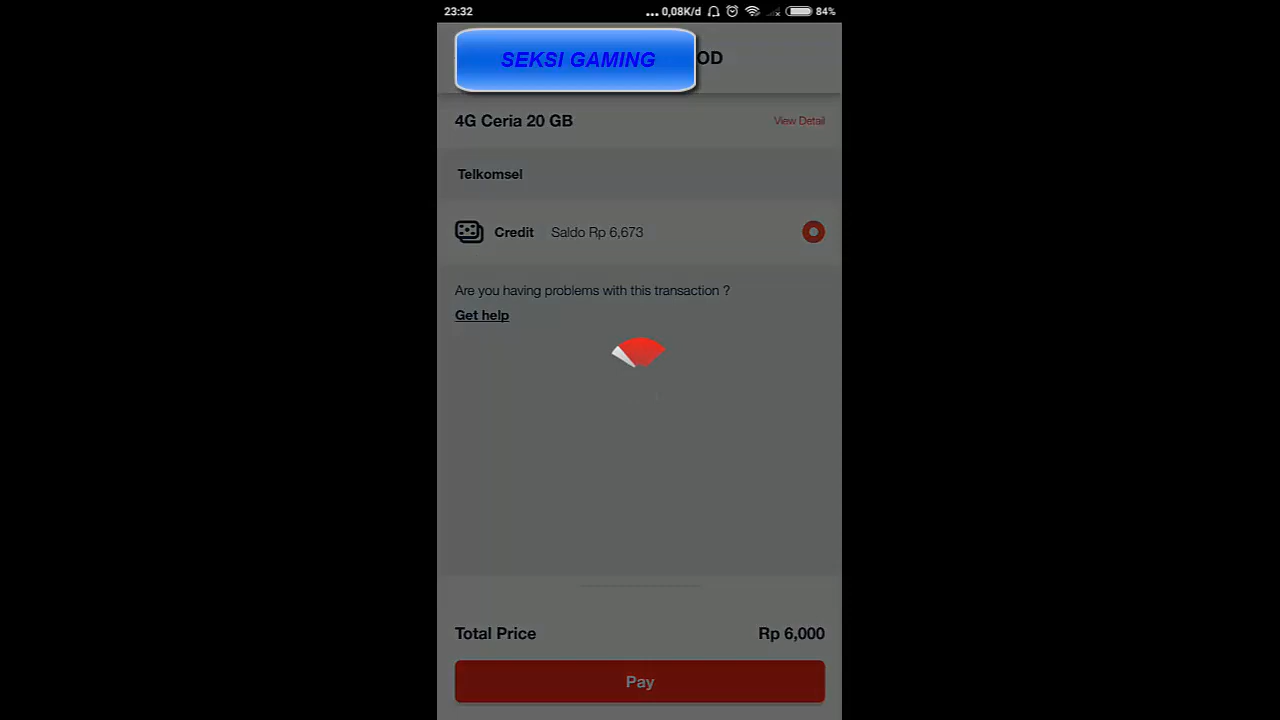 23:32 ... 0,08K/d 84%
SEKSI GAMING OD
4G Ceria 20 GB View Detail
Telkomsel
Credit Saldo Rp 6,673
Are you having problems with this transaction ?
Get help
Total Price Rp 6,000
Pay